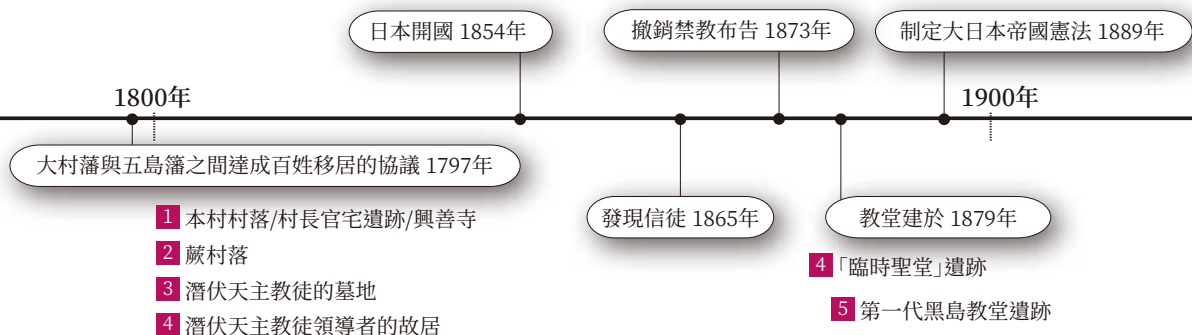 日本開國 1854年
撤銷禁教布告 1873年
制定大日本帝國憲法 1889年
1800年
1900年
大村藩與五島籓之間達成百姓移居的協議 1797年
發現信徒 1865年
教堂建於 1879年
1 本村村落/村長官宅遺跡/興善寺
2 蕨村落
3 潛伏天主教徒的墓地
4 潛伏天主教徒領導者的故居
4 「臨時聖堂」遺跡
5 第一代黑島教堂遺跡